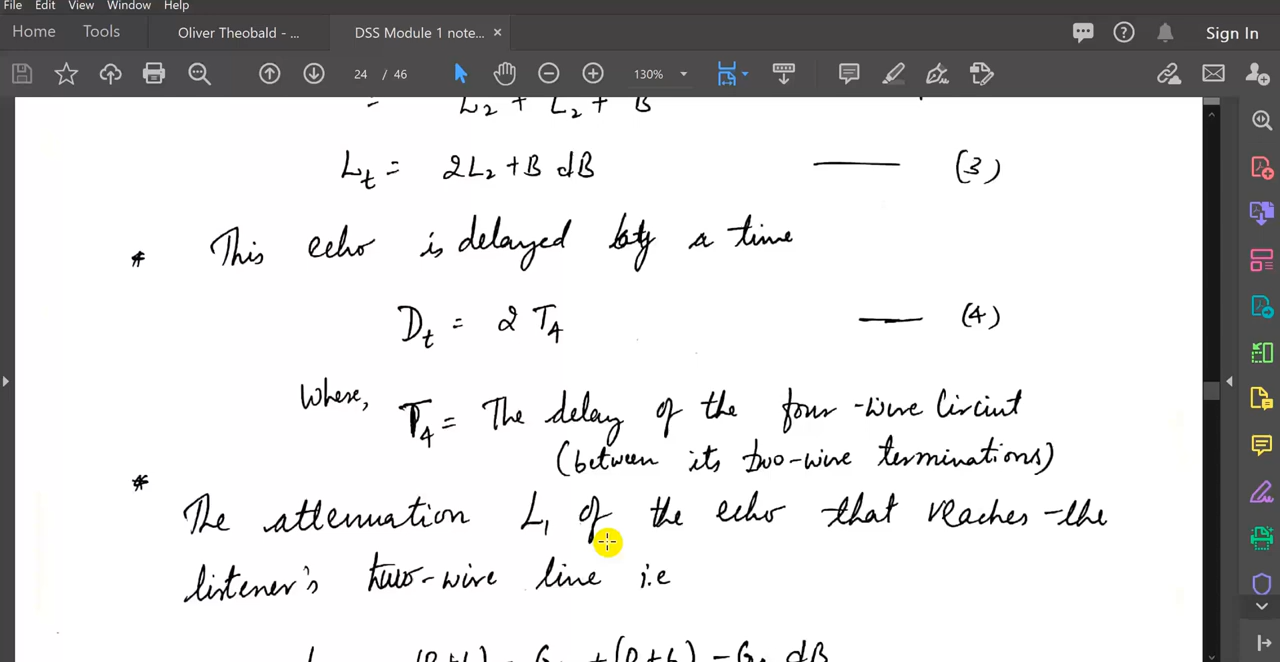 File Edit View Window Help
Home Tools Oliver Theobald - ... DSS Module 1 note... × Sign In
24 / 46 130%
= L2 + L2 + B
Lt = 2L2 + B dB —— (3)
* This echo is delayed by a time
Dt = 2 T4 —— (4)
where,
T4 = The delay of the four-wire circuit
(between its two-wire terminations)
* The attenuation L1 of the echo that reaches the
listener's two-wire line i.e